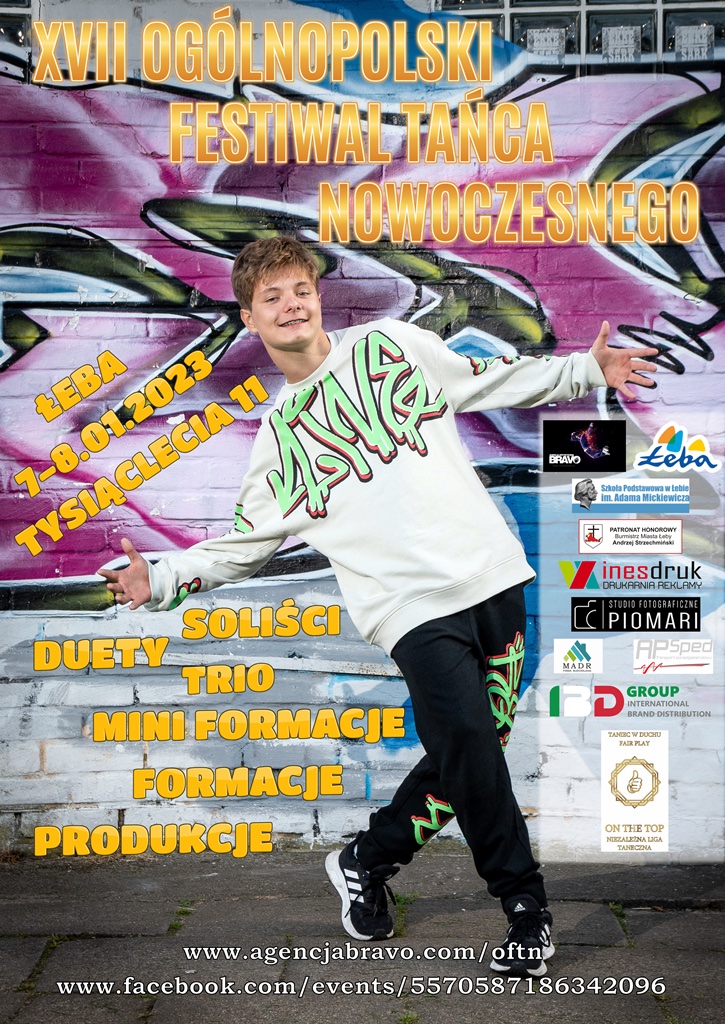 XVII OGÓLNOPOLSKI
FESTIWAL TAŃCA
NOWOCZESNEGO
ŁEBA
7-8.01.2023
TYSIĄCLECIA 11
SOLIŚCI
DUETY
TRIO
MINI FORMACJE
FORMACJE
PRODUKCJE
BRAVO
Łeba
Szkoła Podstawowa w Łebie
im. Adama Mickiewicza
PATRONAT HONOROWY
Burmistrz Miasta Łeby
Andrzej Strzechmiński
inesdruk
DRUKARNIA REKLAMY
STUDIO FOTOGRAFICZNE
PIOMARI
MADR
APSped
IBD GROUP
INTERNATIONAL
BRAND DISTRIBUTION
TANIEC W DUCHU
FAIR PLAY
ON THE TOP
NIEZALEŻNA LIGA
TANECZNA
www.agencjabravo.com/oftn
www.facebook.com/events/5570587186342096